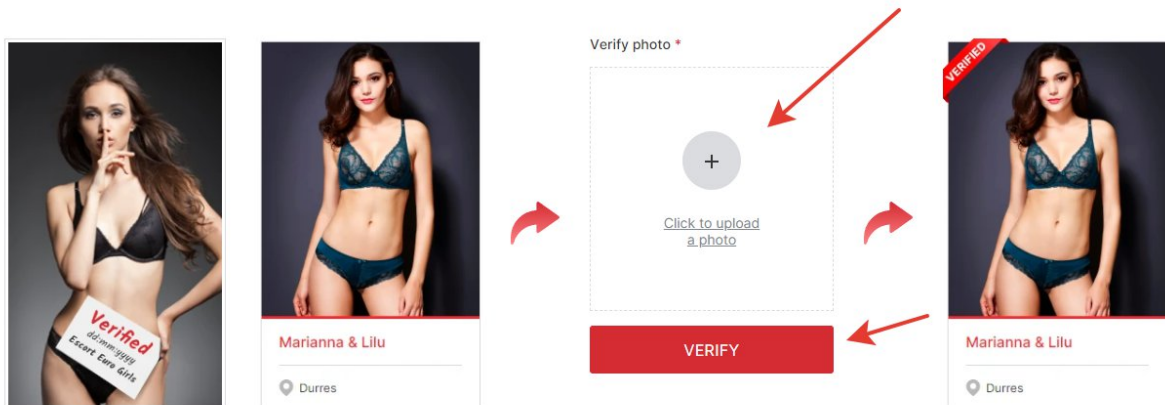 Verified
dd:mm:yyyy
Escort Euro Girls
Marianna & Lilu
Durres
Verify photo *
+
Click to upload
a photo
VERIFY
VERIFIED
Marianna & Lilu
Durres